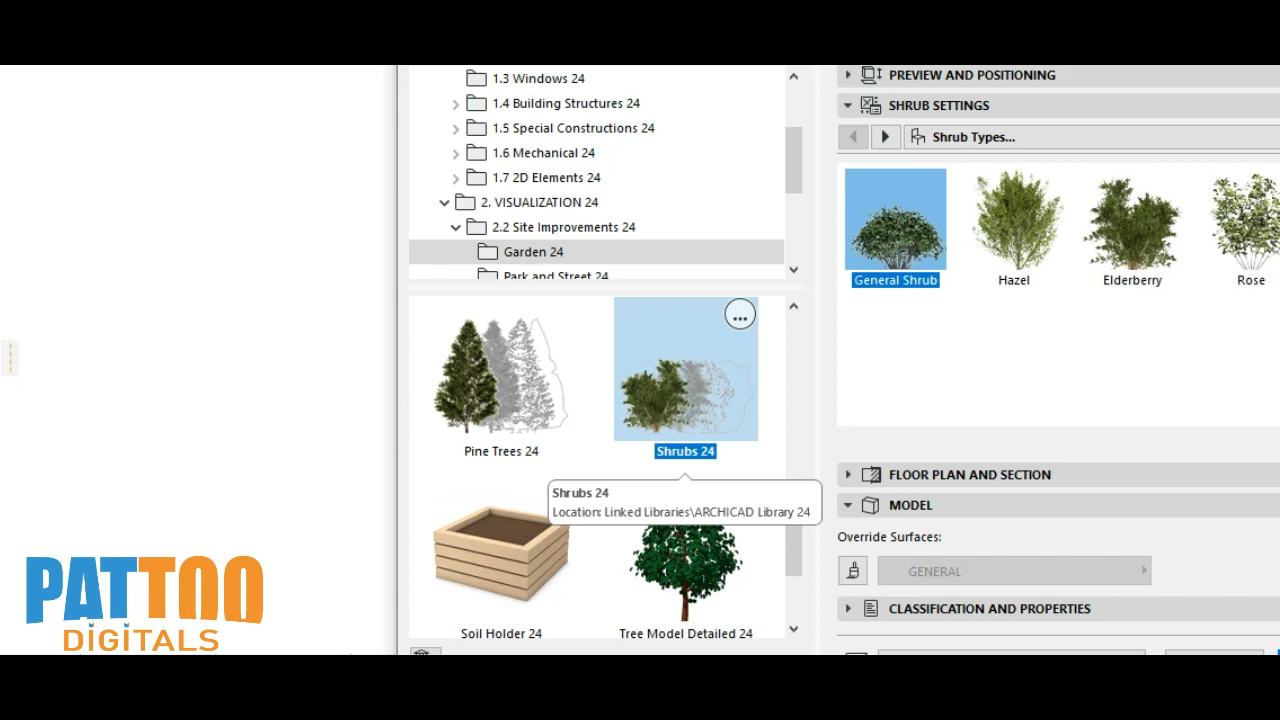 1.3 Windows 24
1.4 Building Structures 24
1.5 Special Constructions 24
1.6 Mechanical 24
1.7 2D Elements 24
2. VISUALIZATION 24
2.2 Site Improvements 24
Garden 24
Park and Street 24
...
Pine Trees 24
Shrubs 24
Shrubs 24
Location: Linked Libraries\ARCHICAD Library 24
Soil Holder 24
Tree Model Detailed 24
PREVIEW AND POSITIONING
SHRUB SETTINGS
Shrub Types...
General Shrub
Hazel
Elderberry
Rose
FLOOR PLAN AND SECTION
MODEL
Override Surfaces:
GENERAL
CLASSIFICATION AND PROPERTIES
PATTOO
DIGITALS